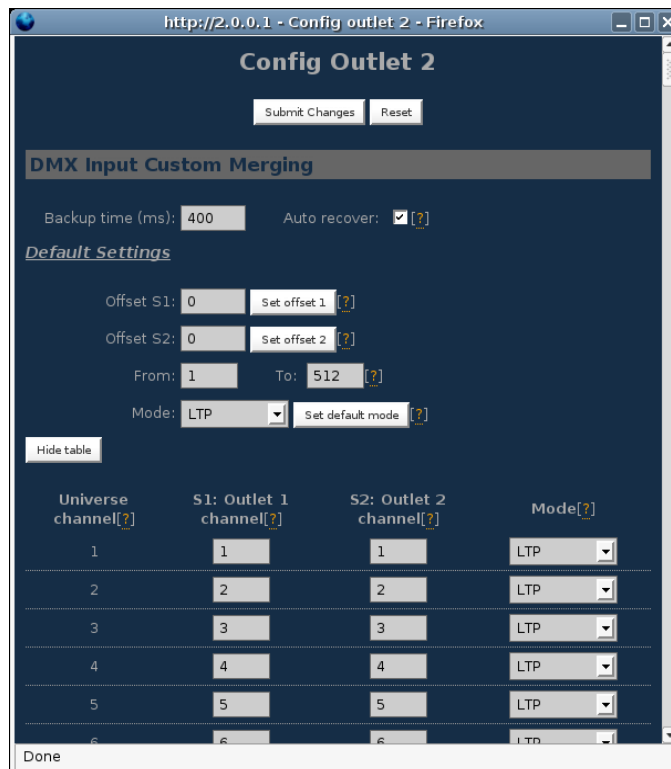 http://2.0.0.1 - Config outlet 2 - Firefox
Config Outlet 2
Submit Changes Reset
DMX Input Custom Merging
Backup time (ms): 400 Auto recover: [?]
Default Settings
Offset S1: 0 Set offset 1 [?]
Offset S2: 0 Set offset 2 [?]
From: 1 To: 512 [?]
Mode: LTP Set default mode [?]
Hide table
Universe channel[?] S1: Outlet 1 channel[?] S2: Outlet 2 channel[?] Mode[?]
1 1 1 LTP
2 2 2 LTP
3 3 3 LTP
4 4 4 LTP
5 5 5 LTP
6 6 6 LTP
Done